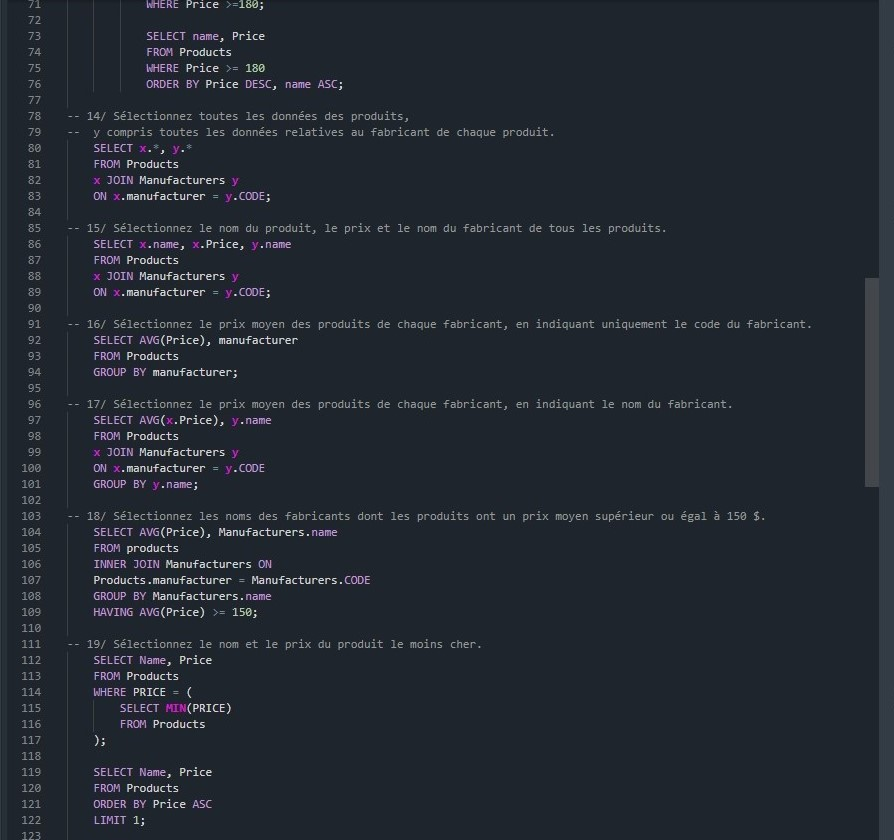 71 WHERE Price >=180;
72
73 SELECT name, Price
74 FROM Products
75 WHERE Price >= 180
76 ORDER BY Price DESC, name ASC;
77
78 -- 14/ Sélectionnez toutes les données des produits,
79 --  y compris toutes les données relatives au fabricant de chaque produit.
80 SELECT x.*, y.*
81 FROM Products
82 x JOIN Manufacturers y
83 ON x.manufacturer = y.CODE;
84
85 -- 15/ Sélectionnez le nom du produit, le prix et le nom du fabricant de tous les produits.
86 SELECT x.name, x.Price, y.name
87 FROM Products
88 x JOIN Manufacturers y
89 ON x.manufacturer = y.CODE;
90
91 -- 16/ Sélectionnez le prix moyen des produits de chaque fabricant, en indiquant uniquement le code du fabricant.
92 SELECT AVG(Price), manufacturer
93 FROM Products
94 GROUP BY manufacturer;
95
96 -- 17/ Sélectionnez le prix moyen des produits de chaque fabricant, en indiquant le nom du fabricant.
97 SELECT AVG(x.Price), y.name
98 FROM Products
99 x JOIN Manufacturers y
100 ON x.manufacturer = y.CODE
101 GROUP BY y.name;
102
103 -- 18/ Sélectionnez les noms des fabricants dont les produits ont un prix moyen supérieur ou égal à 150 $.
104 SELECT AVG(Price), Manufacturers.name
105 FROM products
106 INNER JOIN Manufacturers ON
107 Products.manufacturer = Manufacturers.CODE
108 GROUP BY Manufacturers.name
109 HAVING AVG(Price) >= 150;
110
111 -- 19/ Sélectionnez le nom et le prix du produit le moins cher.
112 SELECT Name, Price
113 FROM Products
114 WHERE PRICE = (
115 SELECT MIN(PRICE)
116 FROM Products
117 );
118
119 SELECT Name, Price
120 FROM Products
121 ORDER BY Price ASC
122 LIMIT 1;
123